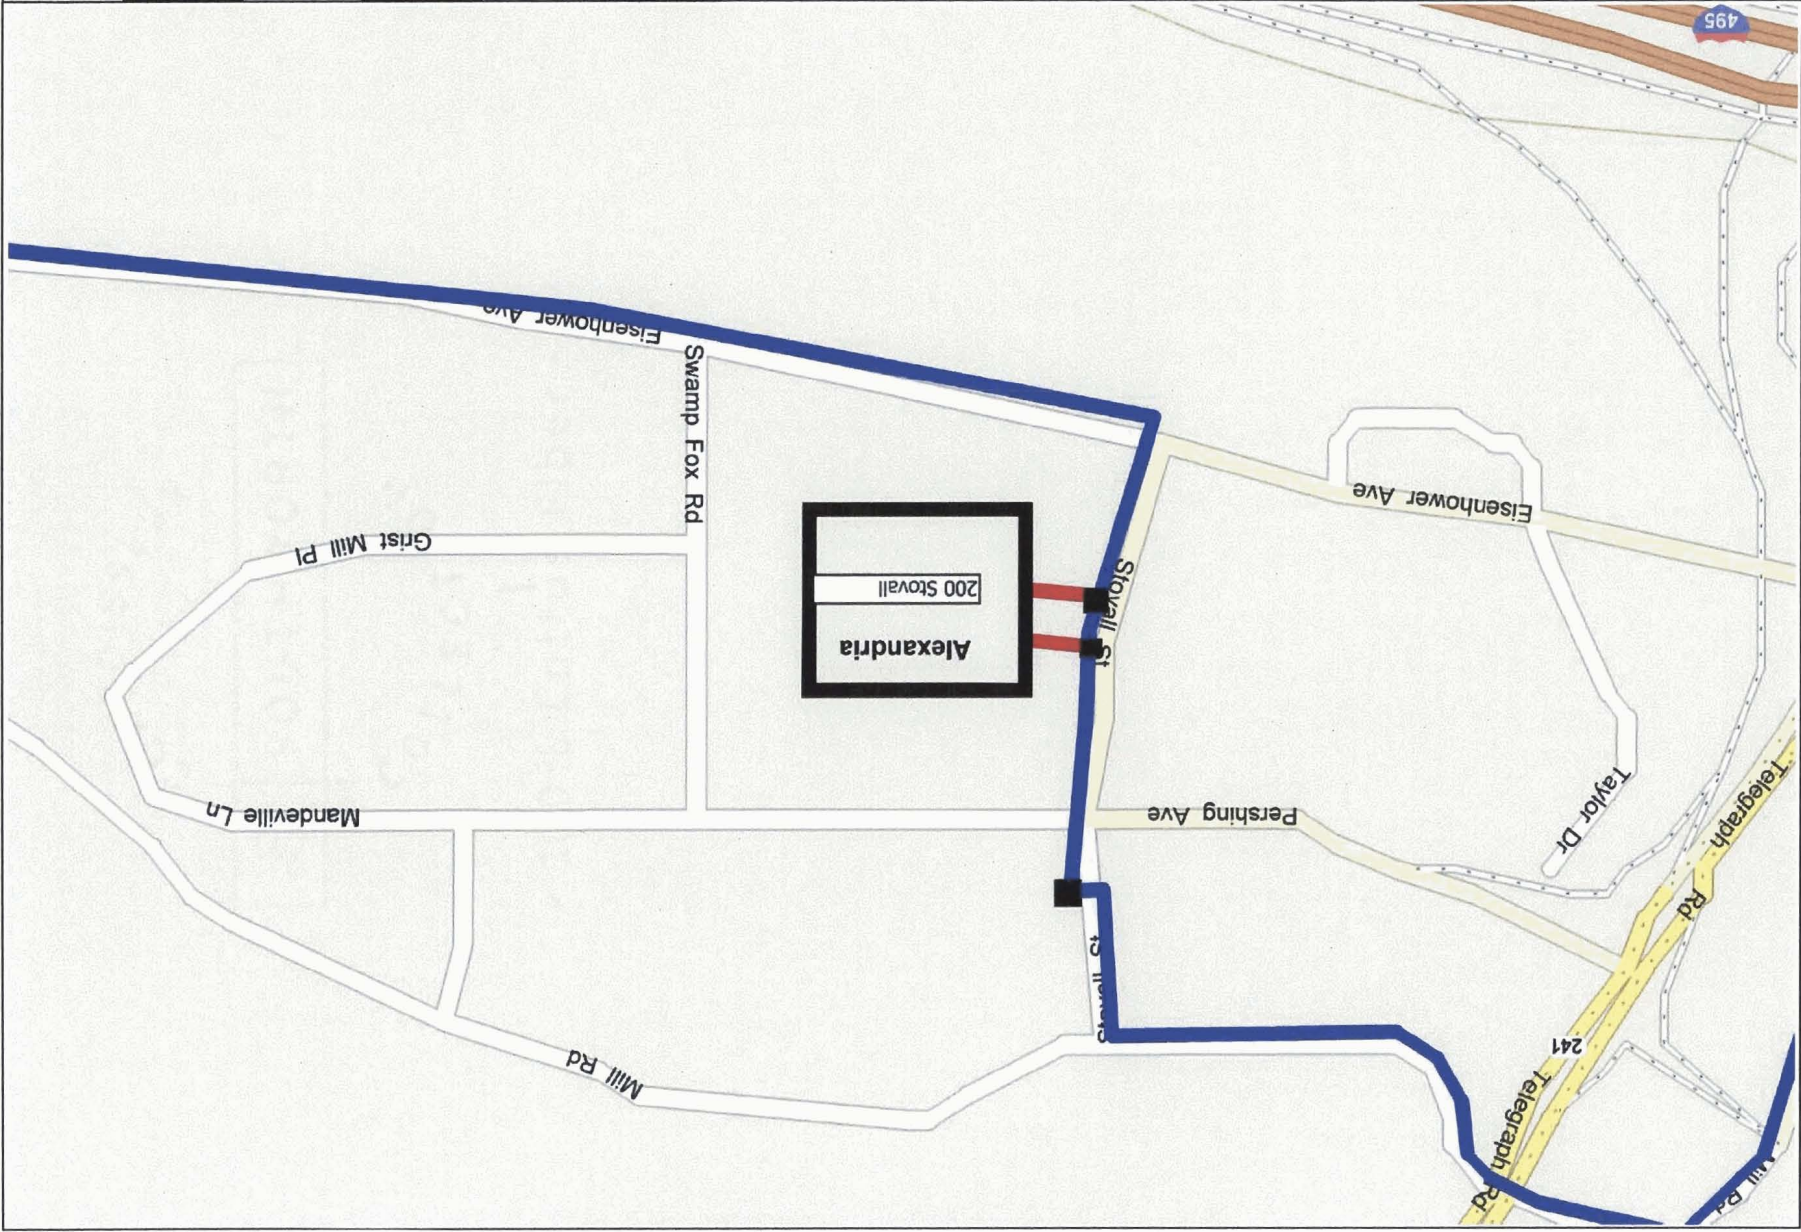 Mill Rd
Telegraph Rd
Mill Rd
241
Stovall St
Telegraph Rd
Taylor Dr
Pershing Ave
Mandeville Ln
Alexandria
Stovall St
200 Stovall
Grist Mill Pl
Eisenhower Ave
Swamp Fox Rd
Eisenhower Ave
495